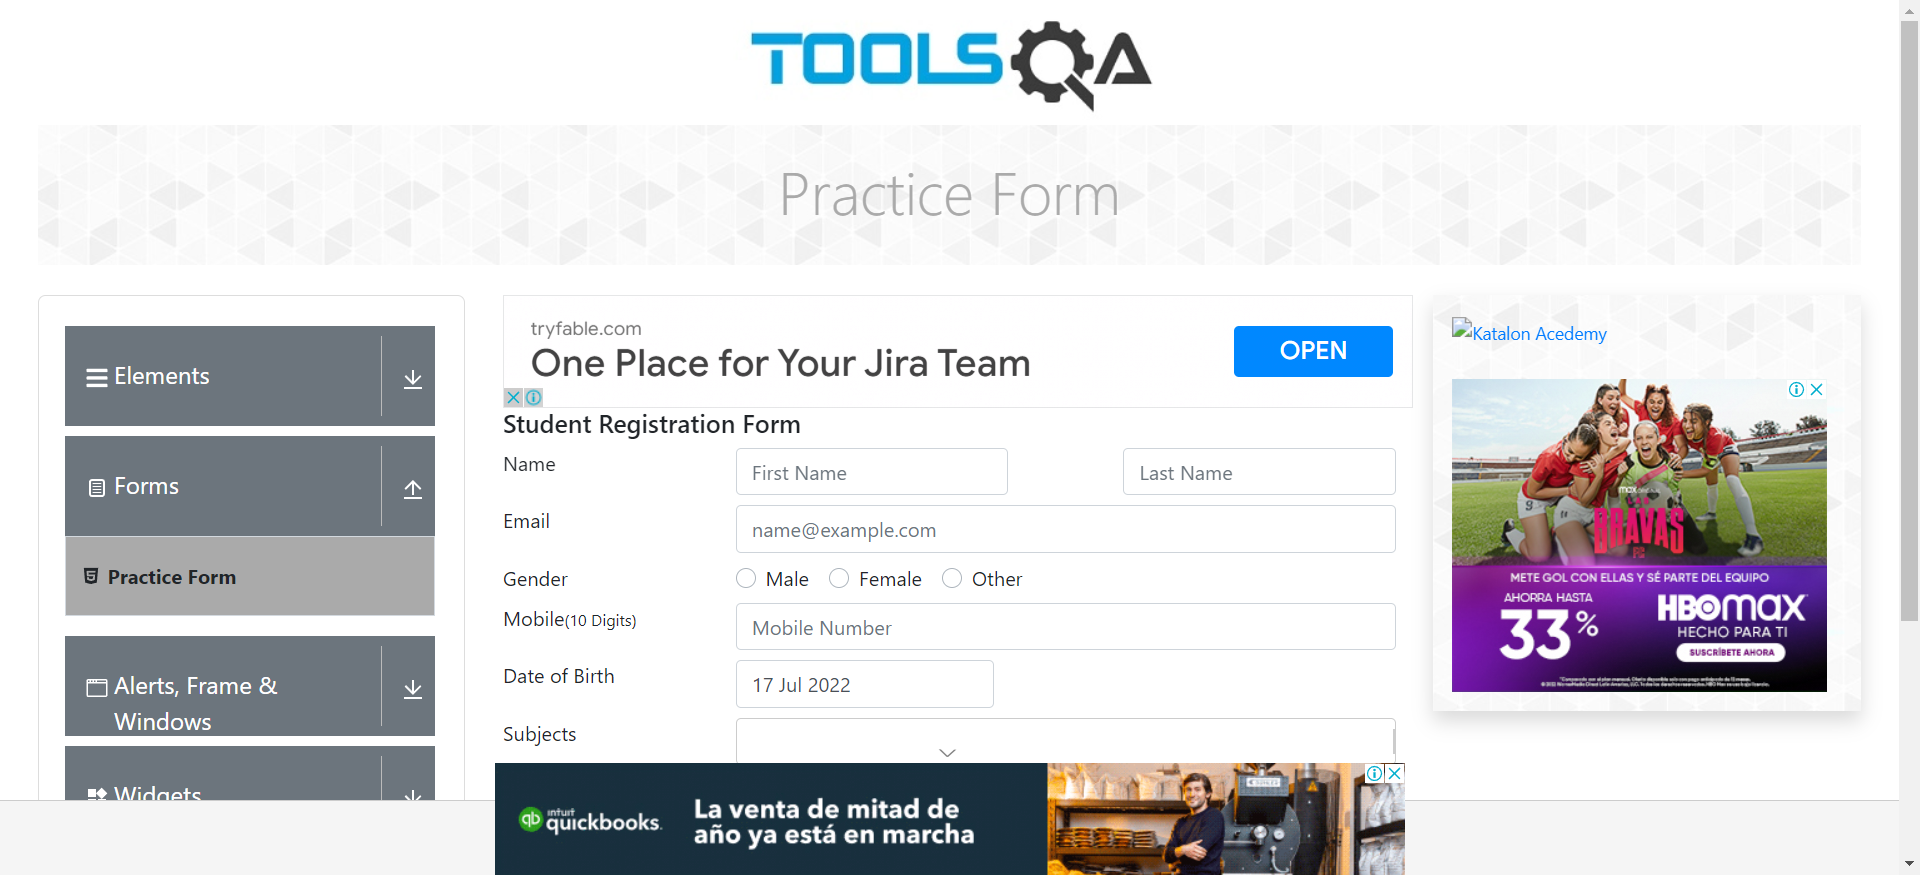 TOOLSQA
Practice Form
Elements
Forms
Practice Form
Alerts, Frame &
Windows
Widgets
tryfable.com
One Place for Your Jira Team
OPEN
Student Registration Form
Name
First Name
Last Name
Email
name@example.com
Gender
Male
Female
Other
Mobile(10 Digits)
Mobile Number
Date of Birth
17 Jul 2022
Subjects
Katalon Acedemy
BRAVAS
FC
METE GOL CON ELLAS Y SÉ PARTE DEL EQUIPO
AHORRA HASTA
33%
HBOMAX
HECHO PARA TI
SUSCRÍBETE AHORA
intuit
quickbooks.
La venta de mitad de
año ya está en marcha